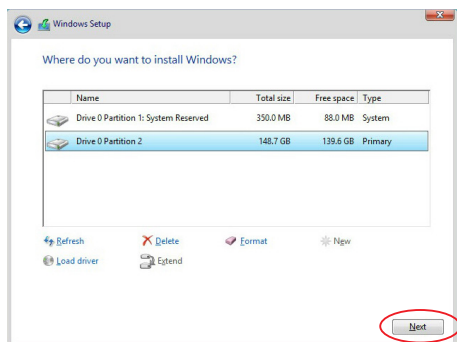 Windows Setup
Where do you want to install Windows?
Name Total size Free space Type
Drive 0 Partition 1: System Reserved 350.0 MB 88.0 MB System
Drive 0 Partition 2 148.7 GB 139.6 GB Primary
Refresh Delete Format New
Load driver Extend
Next